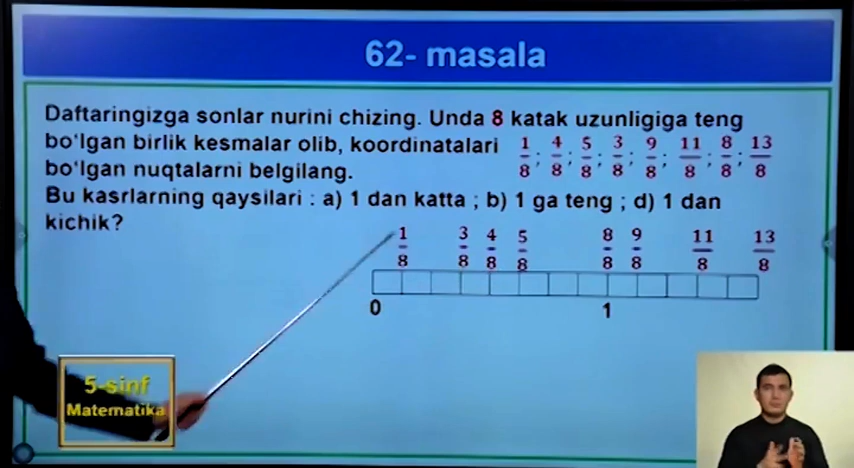 62- masala
Daftaringizga sonlar nurini chizing. Unda 8 katak uzunligiga teng
bo‘lgan birlik kesmalar olib, koordinatalari 1/8; 4/8; 5/8; 3/8; 9/8; 11/8; 8/8; 13/8
bo‘lgan nuqtalarni belgilang.
Bu kasrlarning qaysilari : a) 1 dan katta ; b) 1 ga teng ; d) 1 dan
kichik?
1/8 3/8 4/8 5/8 8/8 9/8 11/8 13/8
0 1
5-sinf
Matematika